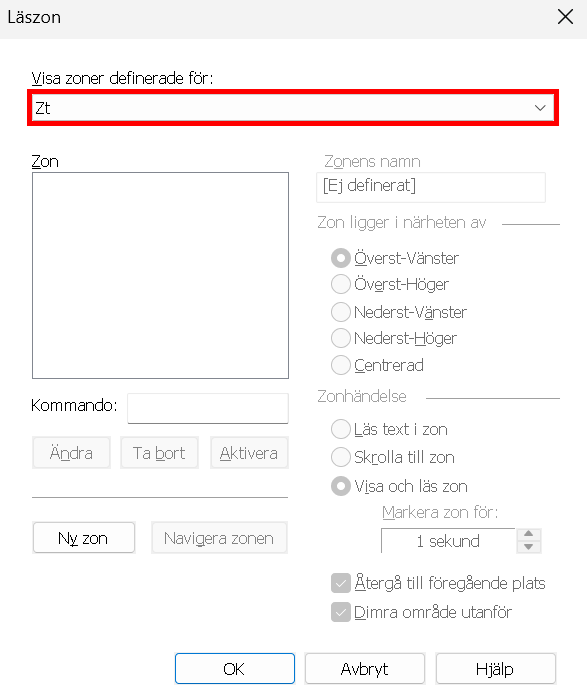 Läszon
Visa zoner definerade för:
Zt
Zon
Zonens namn
[Ej definerat]
Zon ligger i närheten av
Överst-Vänster
Överst-Höger
Nederst-Vänster
Nederst-Höger
Centrerad
Kommando:
Ändra
Ta bort
Aktivera
Zonhändelse
Läs text i zon
Skrolla till zon
Visa och läs zon
Markera zon för:
1 sekund
Ny zon
Navigera zonen
Återgå till föregående plats
Dimra område utanför
OK
Avbryt
Hjälp